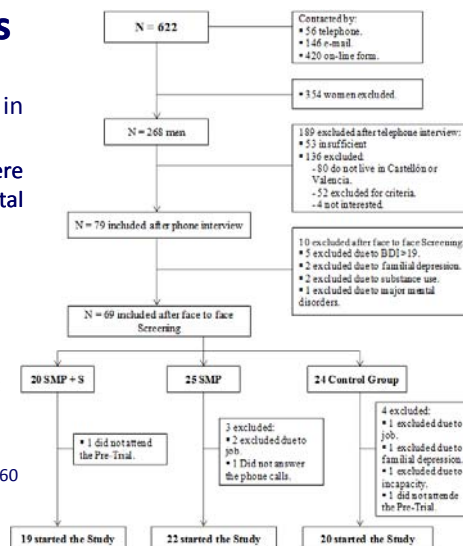 s
in
ere
tal
60
N = 622
Contacted by:
▪ 56 telephone.
▪ 146 e-mail.
▪ 420 on-line form.
▪ 354 women excluded.
N = 268 men
189 excluded after telephone interview:
▪ 53 insufficient
▪ 136 excluded.
- 80 do not live in Castellón or
Valencia.
- 52 excluded for criteria.
- 4 not interested.
N = 79 included after phone interview
10 excluded after face to face Screening
▪ 5 excluded due to BDI>19.
▪ 2 excluded due to familial depression.
▪ 2 excluded due to substance use.
▪ 1 excluded due to major mental
disorders.
N = 69 included after face to face
Screening
20 SMP + S
25 SMP
24 Control Group
▪ 1 did not attend
the Pre-Trial.
3 excluded:
▪ 2 excluded due to
job.
▪ 1 Did not answer
the phone calls.
4 excluded:
▪ 1 excluded due to
job.
▪ 1 excluded due to
familial depression.
▪ 1 excluded due to
incapacity.
▪ 1 did not attende
the Pre-Trial.
19 started the Study
22 started the Study
20 started the Study